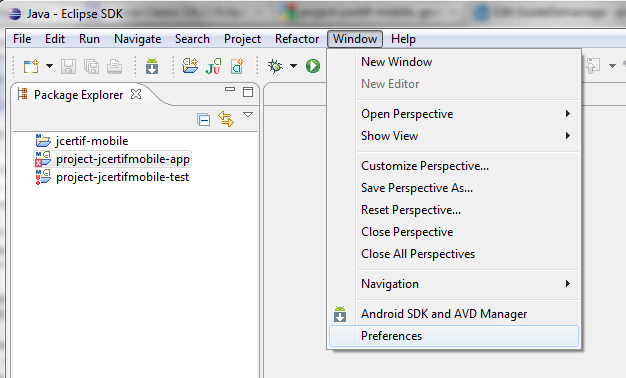 Java - Eclipse SDK
File Edit Run Navigate Search Project Refactor Window Help
Package Explorer
jcertif-mobile
project-jcertifmobile-app
project-jcertifmobile-test
New Window
New Editor
Open Perspective
Show View
Customize Perspective...
Save Perspective As...
Reset Perspective...
Close Perspective
Close All Perspectives
Navigation
Android SDK and AVD Manager
Preferences